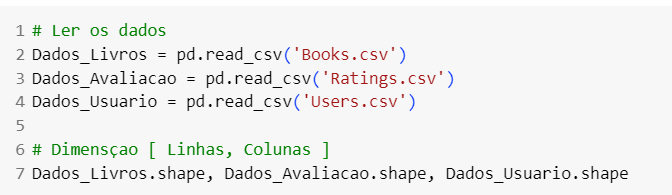 1 # Ler os dados
2 Dados_Livros = pd.read_csv('Books.csv')
3 Dados_Avaliacao = pd.read_csv('Ratings.csv')
4 Dados_Usuario = pd.read_csv('Users.csv')
5
6 # Dimensçao [ Linhas, Colunas ]
7 Dados_Livros.shape, Dados_Avaliacao.shape, Dados_Usuario.shape